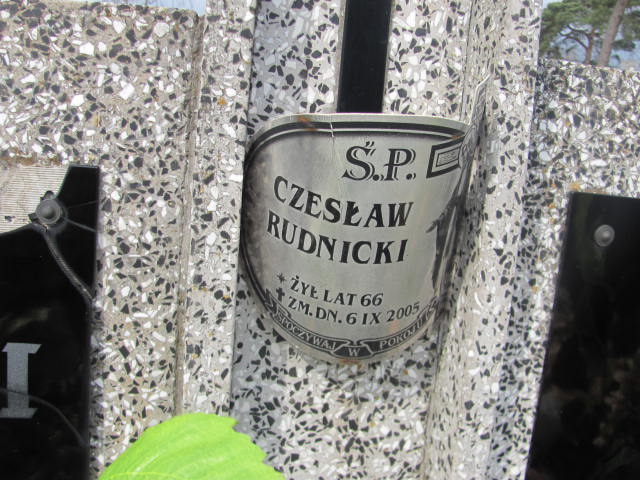 Ś.P.
CZESŁAW
RUDNICKI
ŻYŁ LAT 66
ZM. DN. 6 IX 2005
SPOCZYWAJ W POKOJU